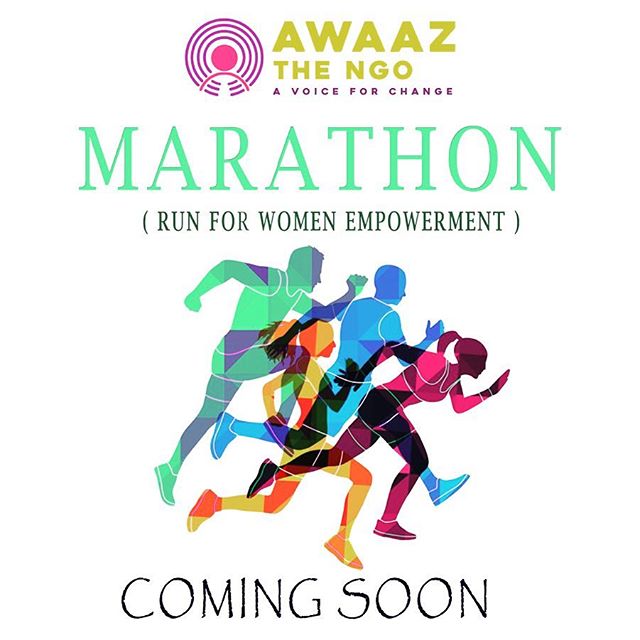 AWAAZ
THE NGO
A VOICE FOR CHANGE
MARATHON
( RUN FOR WOMEN EMPOWERMENT )
COMING SOON